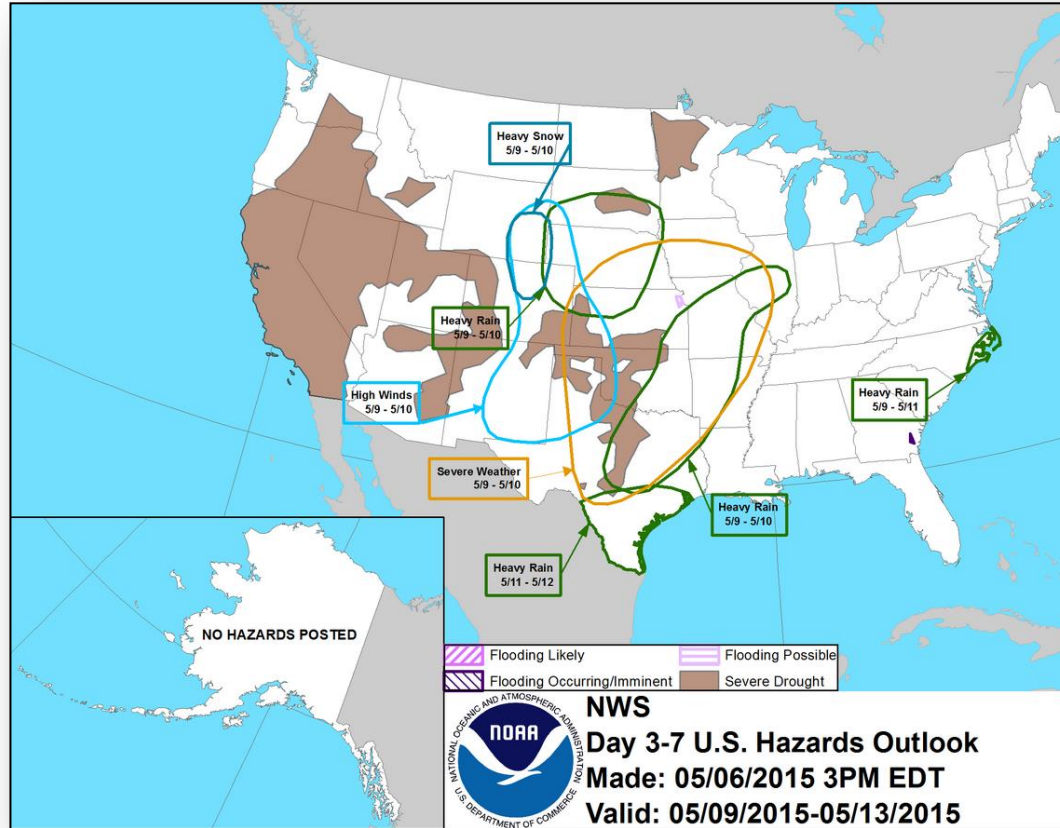 Heavy Snow
5/9 - 5/10
Heavy Rain
5/9 - 5/10
High Winds
5/9 - 5/10
Heavy Rain
5/9 - 5/11
Severe Weather
5/9 - 5/10
Heavy Rain
5/9 - 5/10
Heavy Rain
5/11 - 5/12
NO HAZARDS POSTED
Flooding Likely
Flooding Possible
Flooding Occurring/Imminent
Severe Drought
NATIONAL OCEANIC AND ATMOSPHERIC ADMINISTRATION
NOAA
U.S. DEPARTMENT OF COMMERCE
NWS
Day 3-7 U.S. Hazards Outlook
Made: 05/06/2015 3PM EDT
Valid: 05/09/2015-05/13/2015